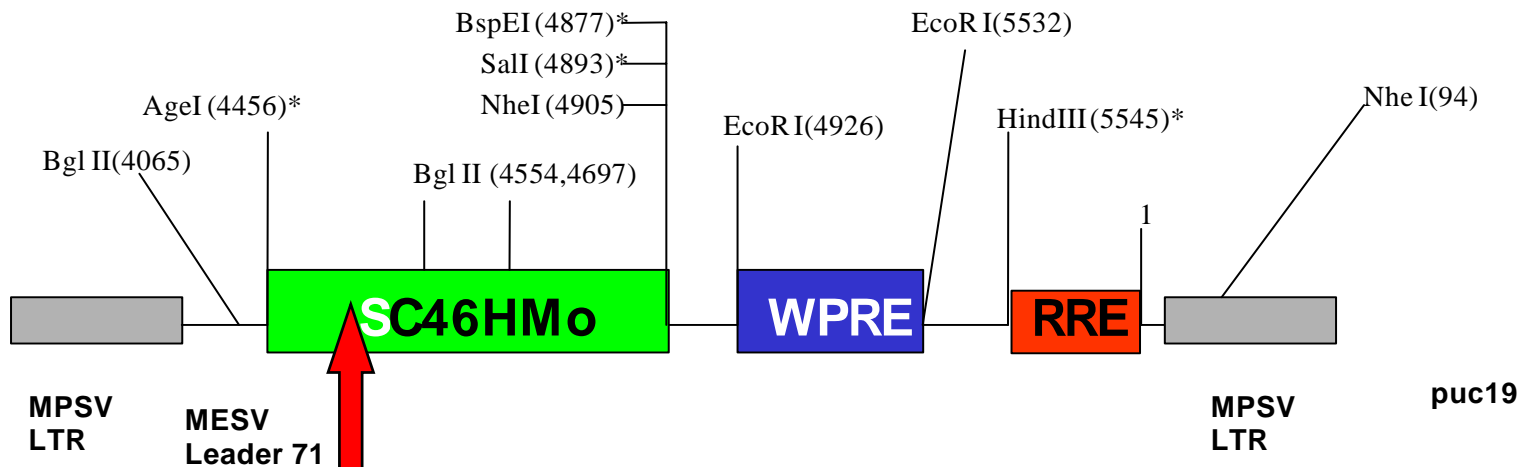 BspEI (4877)*
SalI (4893)*
NheI (4905)
EcoR I(5532)
AgeI (4456)*
Nhe I(94)
EcoR I(4926)
HindIII (5545)*
Bgl II(4065)
Bgl II (4554,4697)
1
SC46HMo
WPRE
RRE
MPSV
LTR
MESV
Leader 71
MPSV
LTR
puc19